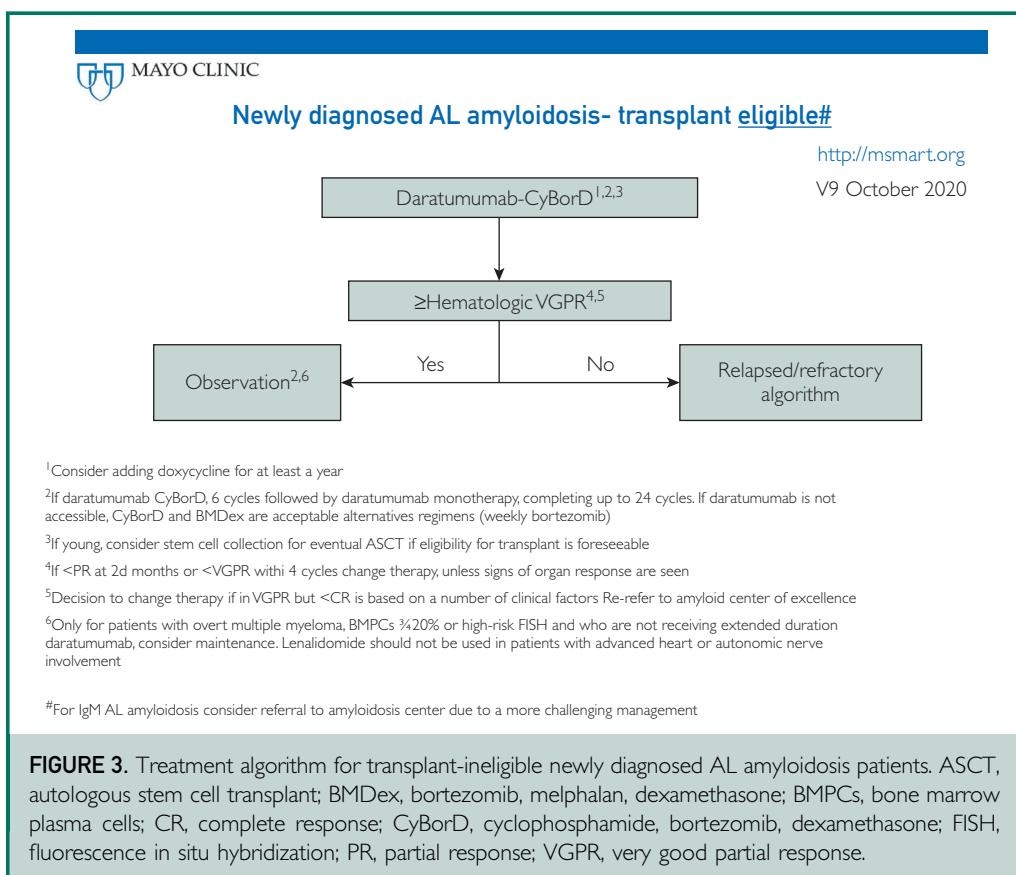 MAYO CLINIC
Newly diagnosed AL amyloidosis- transplant eligible#
http://msmart.org
V9 October 2020
Daratumumab-CyBorD1,2,3
≥Hematologic VGPR4,5
Yes
No
Observation2,6
Relapsed/refractory
algorithm
1Consider adding doxycycline for at least a year
2If daratumumab CyBorD, 6 cycles followed by daratumumab monotherapy, completing up to 24 cycles. If daratumumab is not
accessible, CyBorD and BMDex are acceptable alternatives regimens (weekly bortezomib)
3If young, consider stem cell collection for eventual ASCT if eligibility for transplant is foreseeable
4If <PR at 2d months or <VGPR withi 4 cycles change therapy, unless signs of organ response are seen
5Decision to change therapy if in VGPR but <CR is based on a number of clinical factors Re-refer to amyloid center of excellence
6Only for patients with overt multiple myeloma, BMPCs ¾20% or high-risk FISH and who are not receiving extended duration
daratumumab, consider maintenance. Lenalidomide should not be used in patients with advanced heart or autonomic nerve
involvement
#For IgM AL amyloidosis consider referral to amyloidosis center due to a more challenging management
FIGURE 3. Treatment algorithm for transplant-ineligible newly diagnosed AL amyloidosis patients. ASCT,
autologous stem cell transplant; BMDex, bortezomib, melphalan, dexamethasone; BMPCs, bone marrow
plasma cells; CR, complete response; CyBorD, cyclophosphamide, bortezomib, dexamethasone; FISH,
fluorescence in situ hybridization; PR, partial response; VGPR, very good partial response.